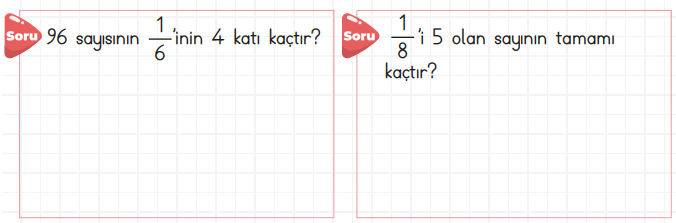 Soru 96 sayısının 1/6 'inin 4 katı kaçtır?
Soru 1/8 'i 5 olan sayının tamamı
kaçtır?